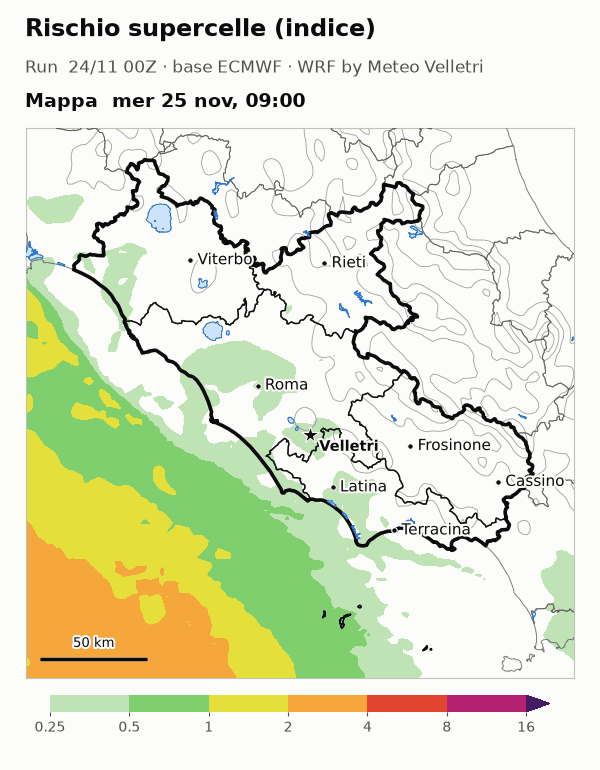 Rischio supercelle (indice)
Run  24/11 00Z · base ECMWF · WRF by Meteo Velletri
Mappa  mer 25 nov, 09:00
Viterbo
Rieti
Roma
Velletri
Frosinone
Latina
Cassino
Terracina
50 km
0.25 0.5 1 2 4 8 16